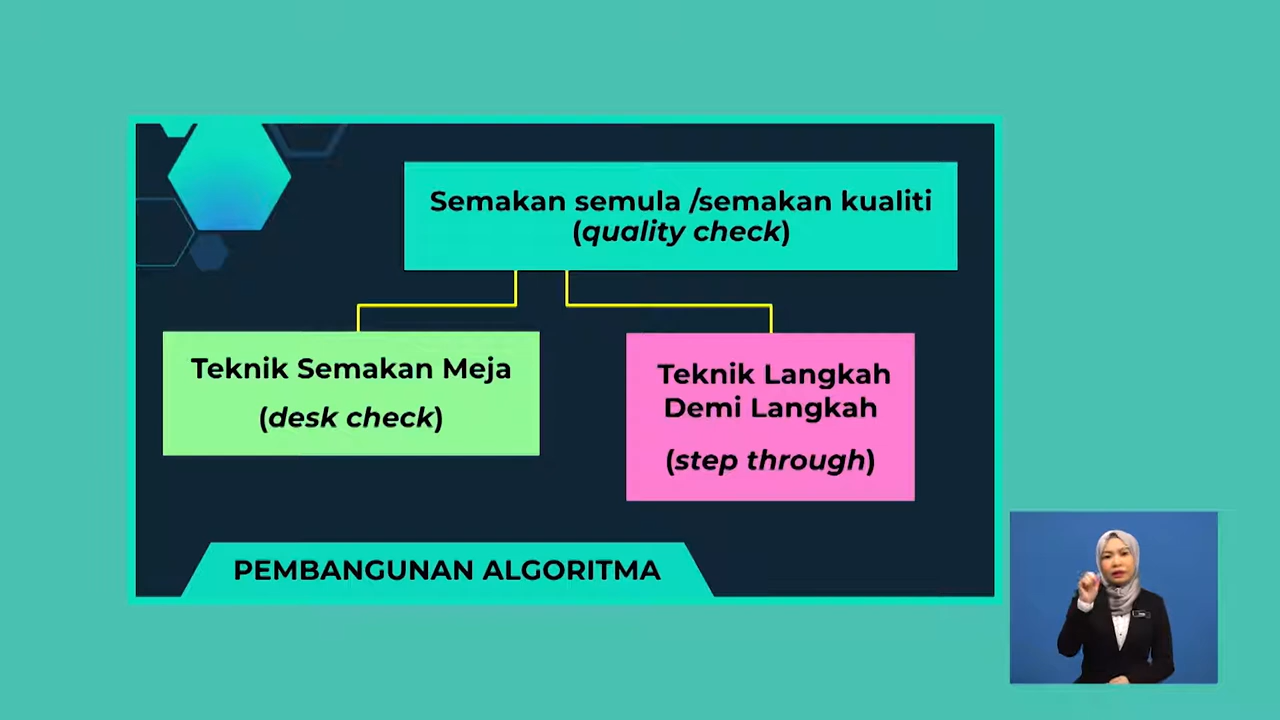 Semakan semula /semakan kualiti
(quality check)
Teknik Semakan Meja
(desk check)
Teknik Langkah
Demi Langkah
(step through)
PEMBANGUNAN ALGORITMA